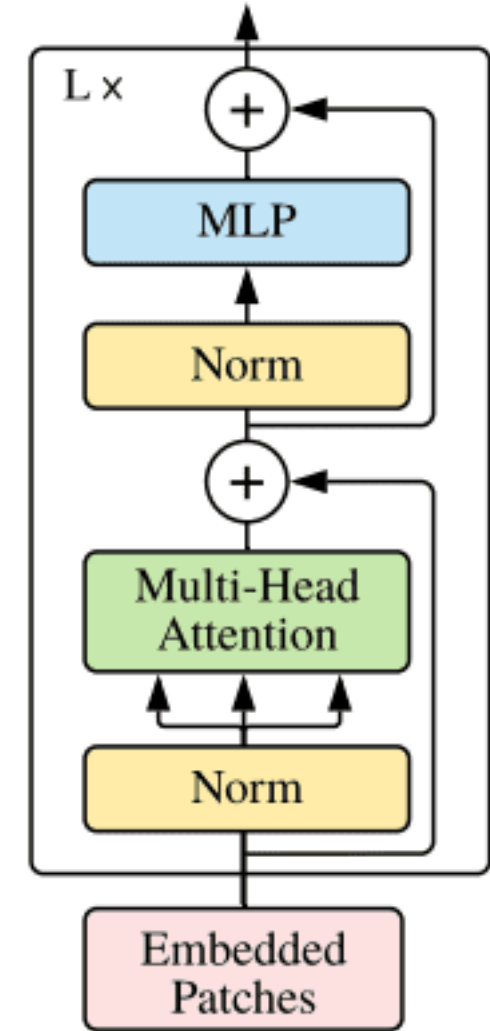 L ×
+
MLP
Norm
+
Multi-Head
Attention
Norm
Embedded
Patches